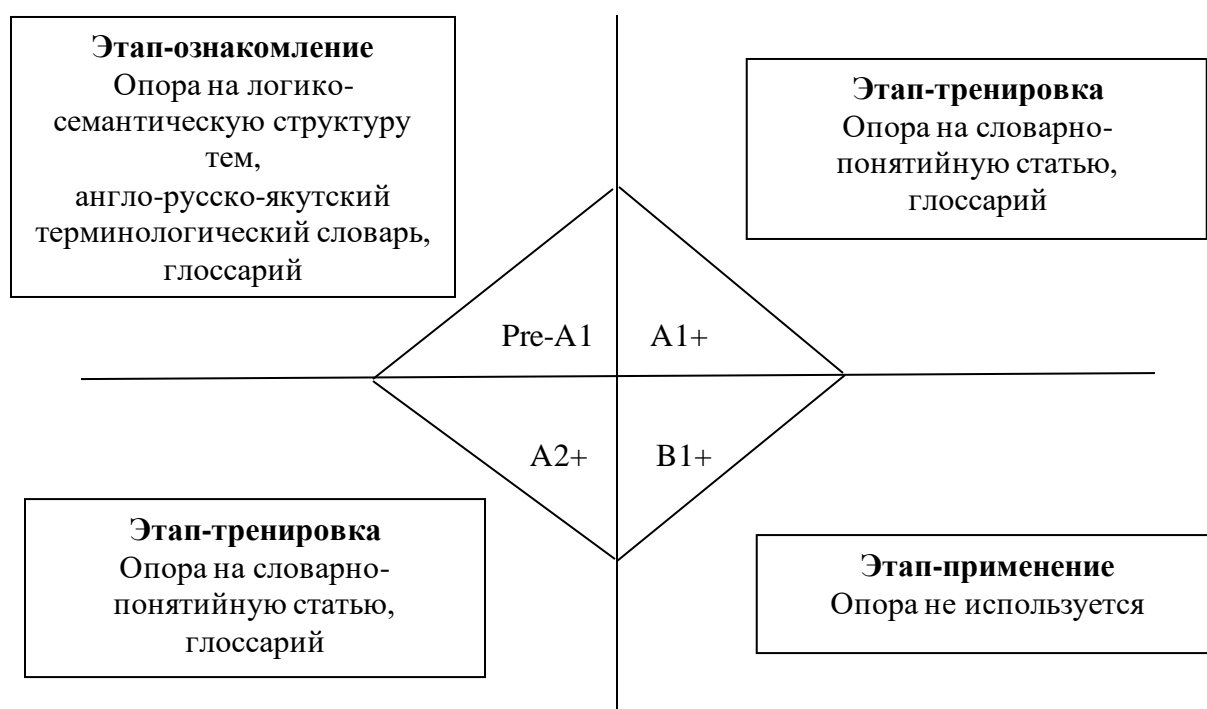 Этап-ознакомление
Опора на логико-
семантическую структуру
тем,
англо-русско-якутский
терминологический словарь,
глоссарий
Этап-тренировка
Опора на словарно-
понятийную статью,
глоссарий
Pre-A1
A1+
A2+
B1+
Этап-тренировка
Опора на словарно-
понятийную статью,
глоссарий
Этап-применение
Опора не используется